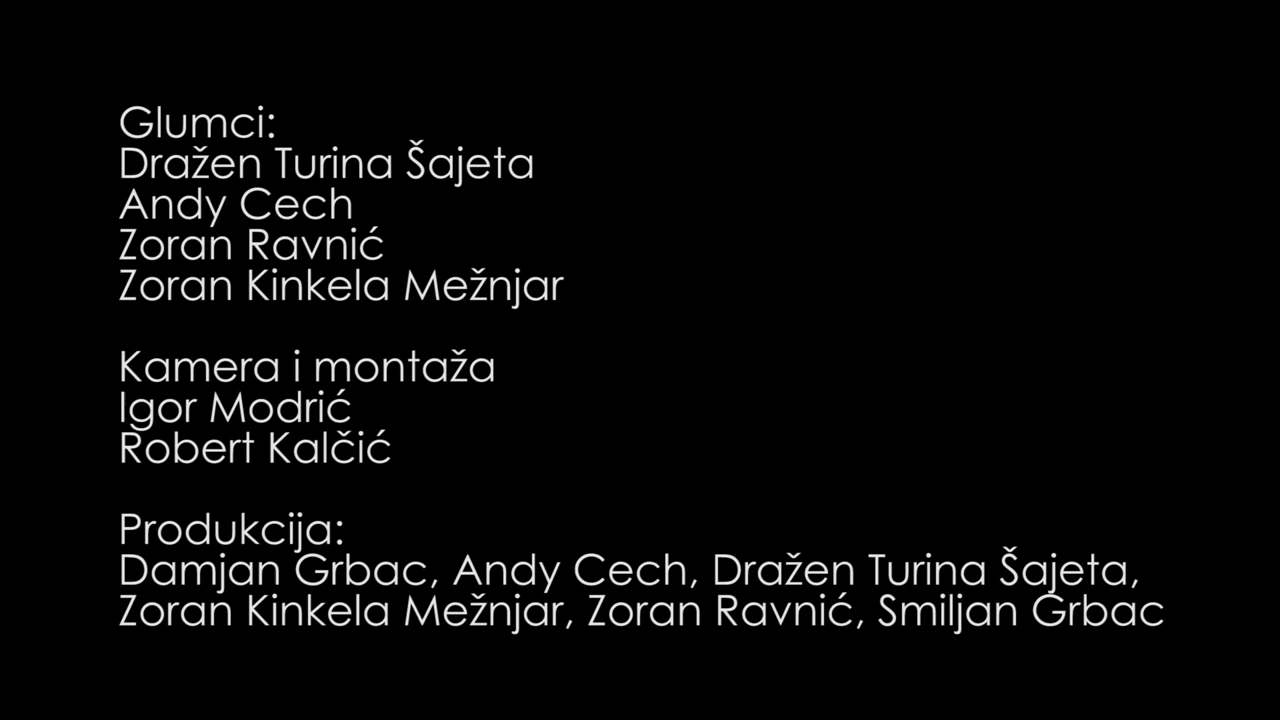 Glumci:
Dražen Turina Šajeta
Andy Cech
Zoran Ravnić
Zoran Kinkela Mežnjar
Kamera i montaža
Igor Modrić
Robert Kalčić
Produkcija:
Damjan Grbac, Andy Cech, Dražen Turina Šajeta,
Zoran Kinkela Mežnjar, Zoran Ravnić, Smiljan Grbac